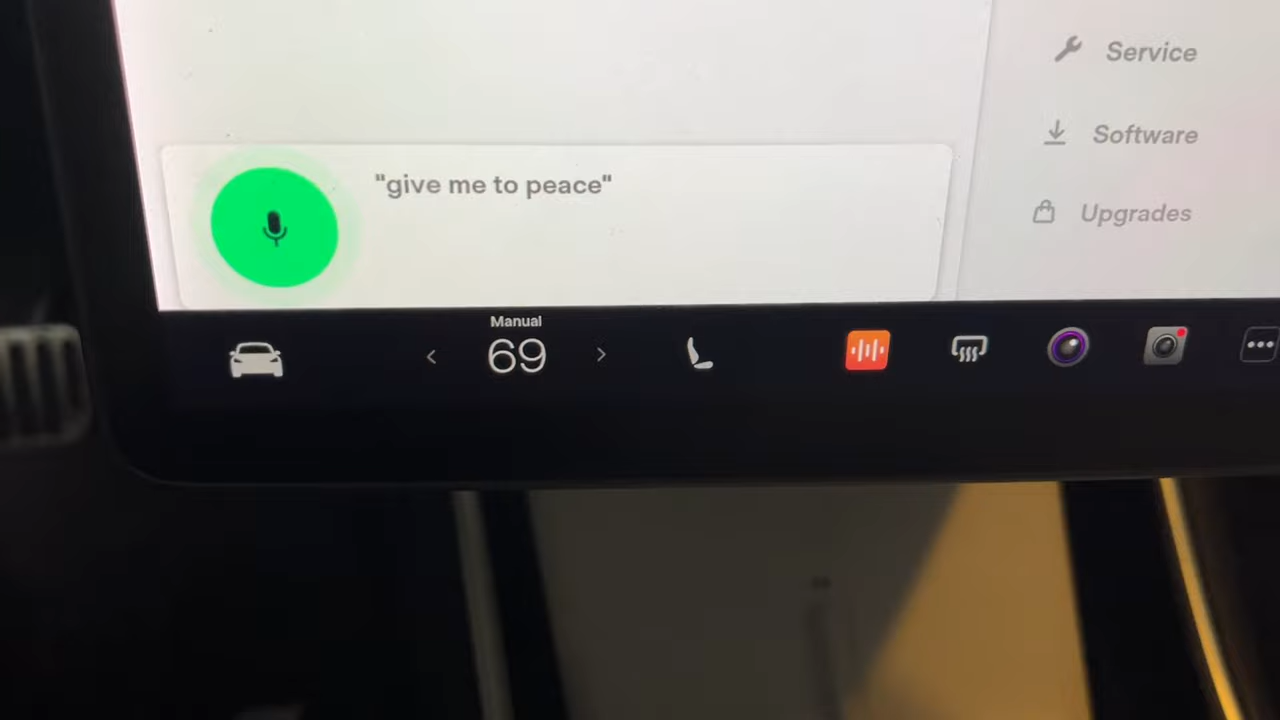 Service
Software
"give me to peace"
Upgrades
Manual
69